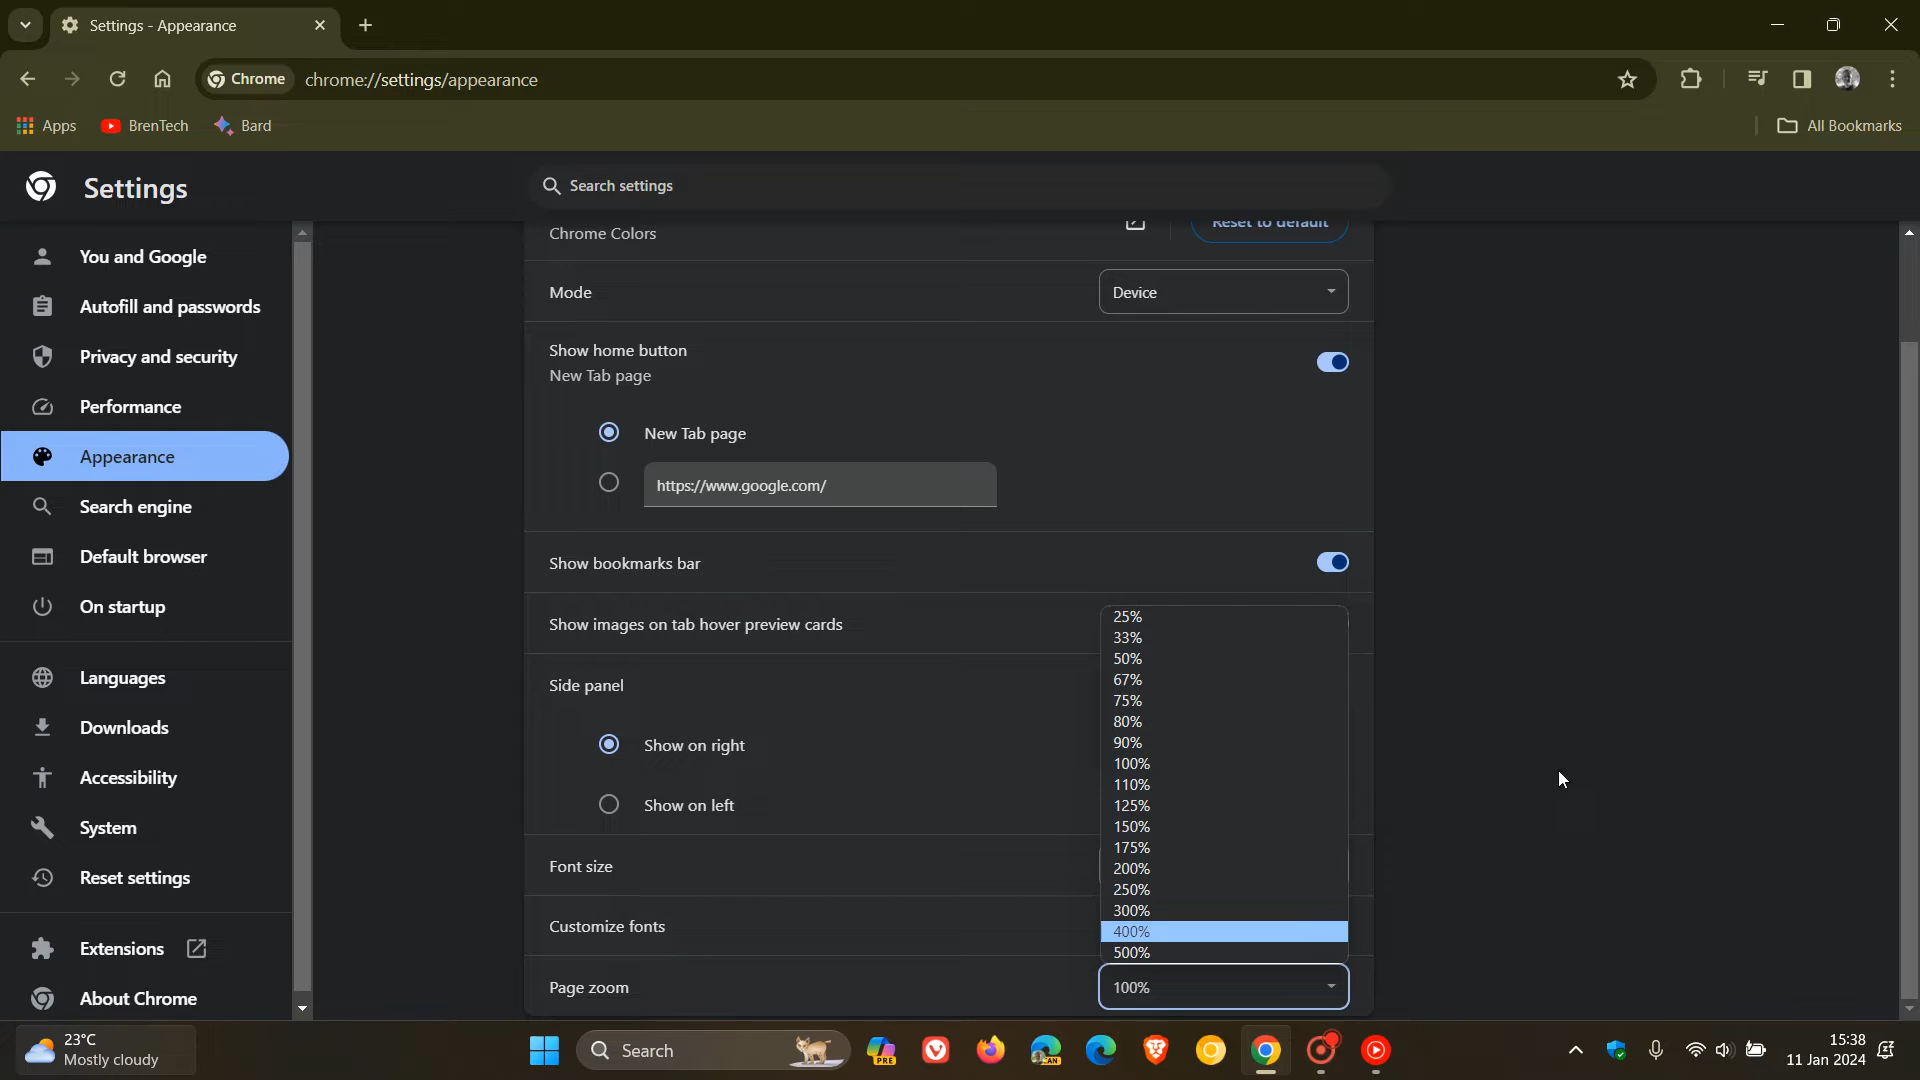 Settings - Appearance
Chrome
chrome://settings/appearance
Apps
BrenTech
Bard
All Bookmarks
Settings
Search settings
You and Google
Autofill and passwords
Privacy and security
Performance
Appearance
Search engine
Default browser
On startup
Languages
Downloads
Accessibility
System
Reset settings
Extensions
About Chrome
Chrome Colors
Reset to default
Mode
Device
Show home button
New Tab page
New Tab page
https://www.google.com/
Show bookmarks bar
Show images on tab hover preview cards
Side panel
Show on right
Show on left
Font size
Customize fonts
Page zoom
25%
33%
50%
67%
75%
80%
90%
100%
110%
125%
150%
175%
200%
250%
300%
400%
500%
100%
23°C
Mostly cloudy
Search
PRE
CAN
15:38
11 Jan 2024